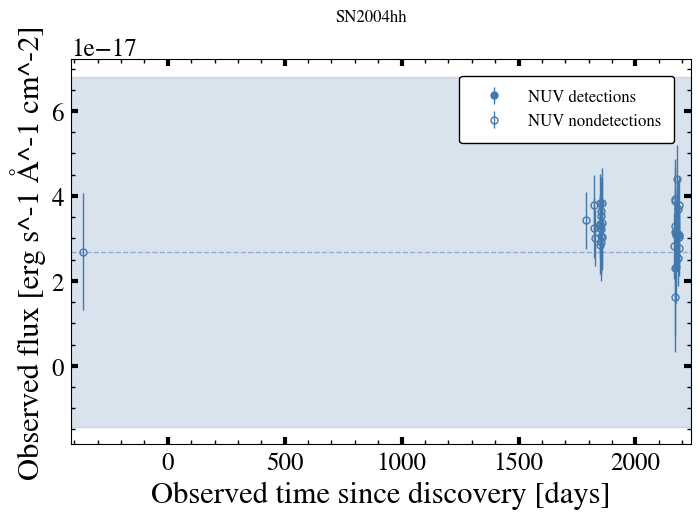 SN2004hh
1e−17
Observed flux [erg s^-1 Å^-1 cm^-2]
6
4
2
0
NUV detections
NUV nondetections
0 500 1000 1500 2000
Observed time since discovery [days]